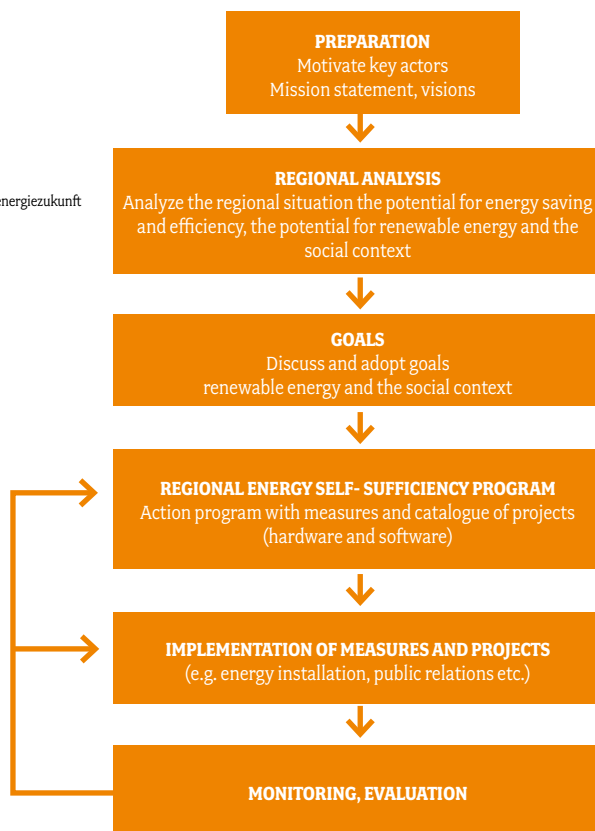 PREPARATION
Motivate key actors
Mission statement, visions
REGIONAL ANALYSIS
Analyze the regional situation the potential for energy saving
and efficiency, the potential for renewable energy and the
social context
GOALS
Discuss and adopt goals
renewable energy and the social context
REGIONAL ENERGY SELF- SUFFICIENCY PROGRAM
Action program with measures and catalogue of projects
(hardware and software)
IMPLEMENTATION OF MEASURES AND PROJECTS
(e.g. energy installation, public relations etc.)
MONITORING, EVALUATION